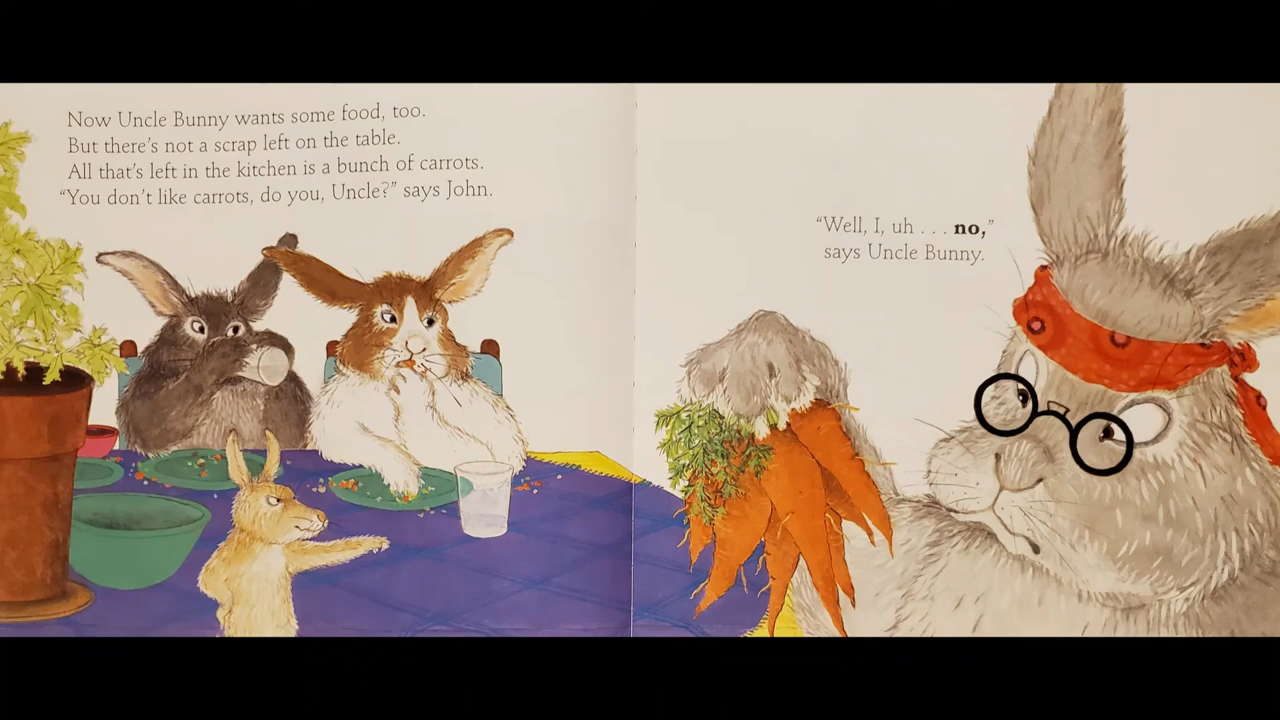 Now Uncle Bunny wants some food, too.
But there's not a scrap left on the table.
All that's left in the kitchen is a bunch of carrots.
“You don't like carrots, do you, Uncle?” says John.
“Well, I, uh . . . no,”
says Uncle Bunny.